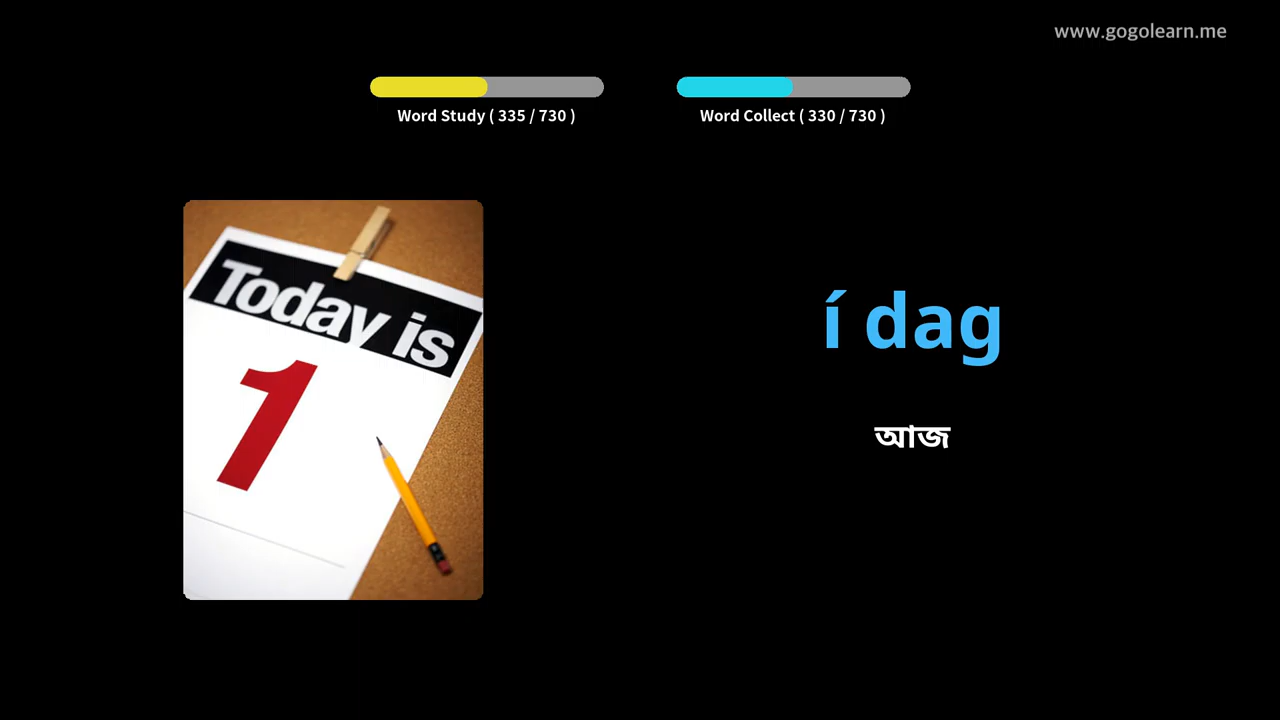 www.gogolearn.me
Word Study ( 335 / 730 )
Word Collect ( 330 / 730 )
Today is
1
í dag
আজ